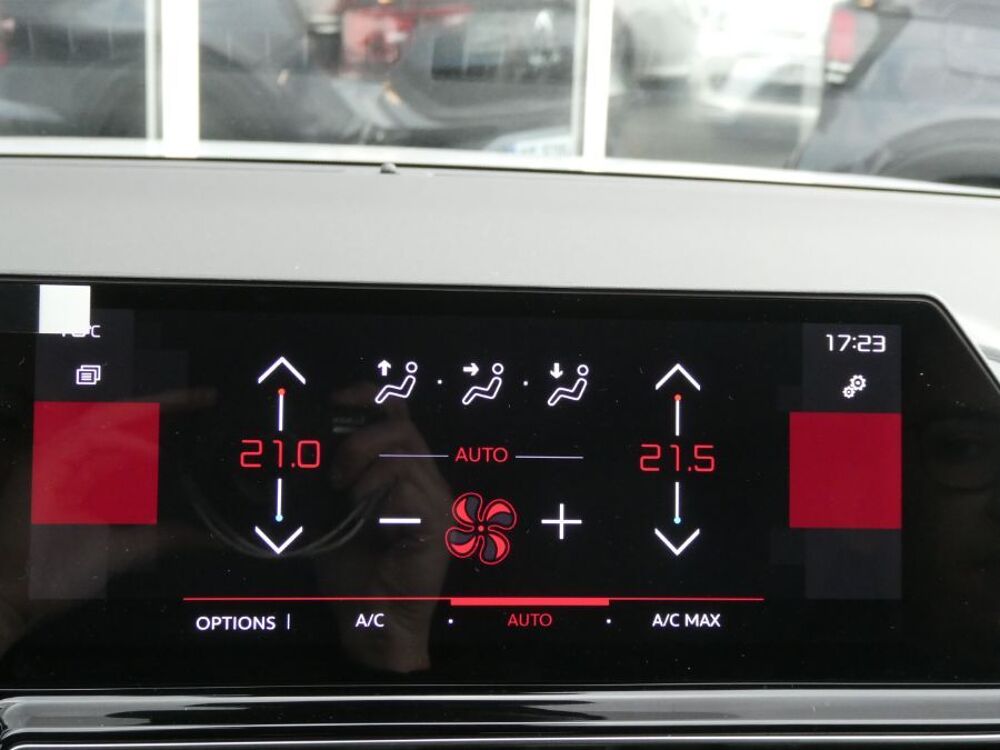 17:23
21.0
AUTO
21.5
OPTIONS | A/C · AUTO · A/C MAX